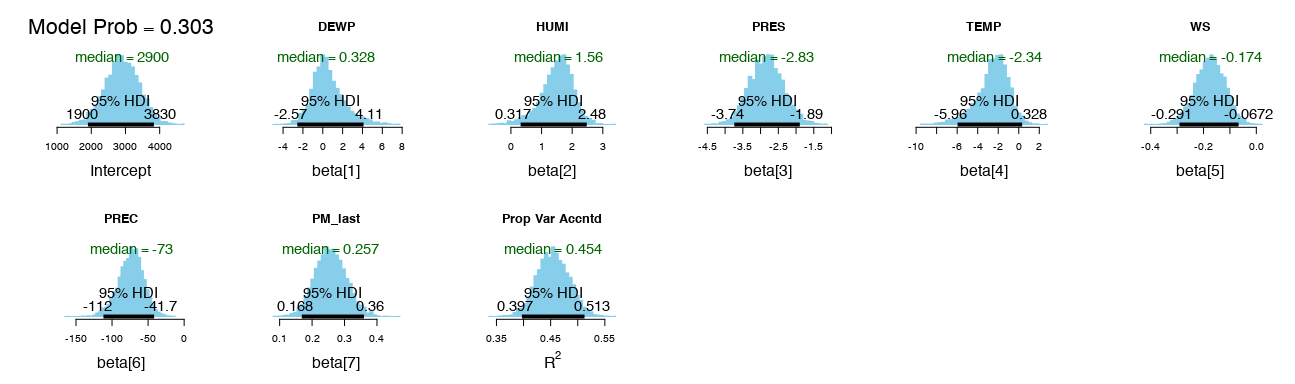 Model Prob = 0.303
median = 2900
95% HDI
1900 3830
1000 2000 3000 4000
Intercept
DEWP
median = 0.328
95% HDI
-2.57 4.11
-4 -2 0 2 4 6 8
beta[1]
HUMI
median = 1.56
95% HDI
0.317 2.48
0 1 2 3
beta[2]
PRES
median = -2.83
95% HDI
-3.74 -1.89
-4.5 -3.5 -2.5 -1.5
beta[3]
TEMP
median = -2.34
95% HDI
-5.96 0.328
-10 -6 -4 -2 0 2
beta[4]
WS
median = -0.174
95% HDI
-0.291 -0.0672
-0.4 -0.2 0.0
beta[5]
PREC
median = -73
95% HDI
-112 -41.7
-150 -100 -50 0
beta[6]
PM_last
median = 0.257
95% HDI
0.168 0.36
0.1 0.2 0.3 0.4
beta[7]
Prop Var Accntd
median = 0.454
95% HDI
0.397 0.513
0.35 0.45 0.55
R²